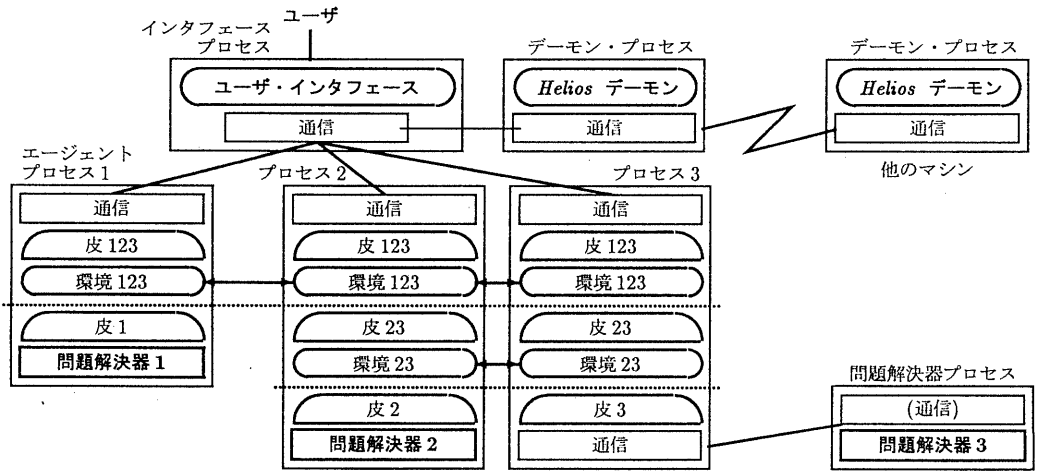 ユーザ
インタフェース
プロセス
ユーザ・インタフェース
通信
デーモン・プロセス
Helios デーモン
通信
デーモン・プロセス
Helios デーモン
通信
他のマシン
エージェント
プロセス1
通信
皮 123
環境 123
皮 1
問題解決器 1
プロセス2
通信
皮 123
環境 123
皮 23
環境 23
皮 2
問題解決器 2
プロセス3
通信
皮 123
環境 123
皮 23
環境 23
皮 3
通信
問題解決器プロセス
(通信)
問題解決器 3